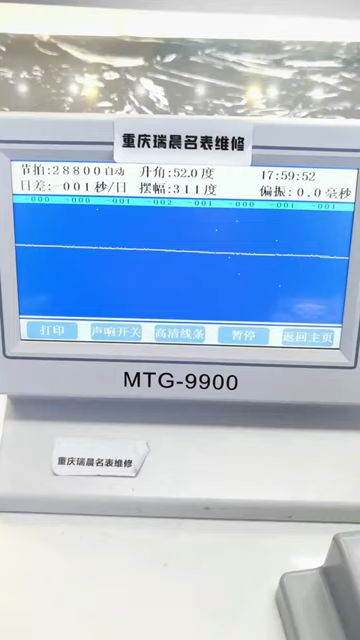 重庆瑞晨名表维修
节拍:28800自动 升角:52.0度 17:59:52
日差:-001秒/日 摆幅:311度 偏振:0.0毫秒
-000 -000 -001 -002 -001 -000 -001 -001
打印 声响开关 高清线条 暂停 返回主页
MTG-9900
重庆瑞晨名表维修